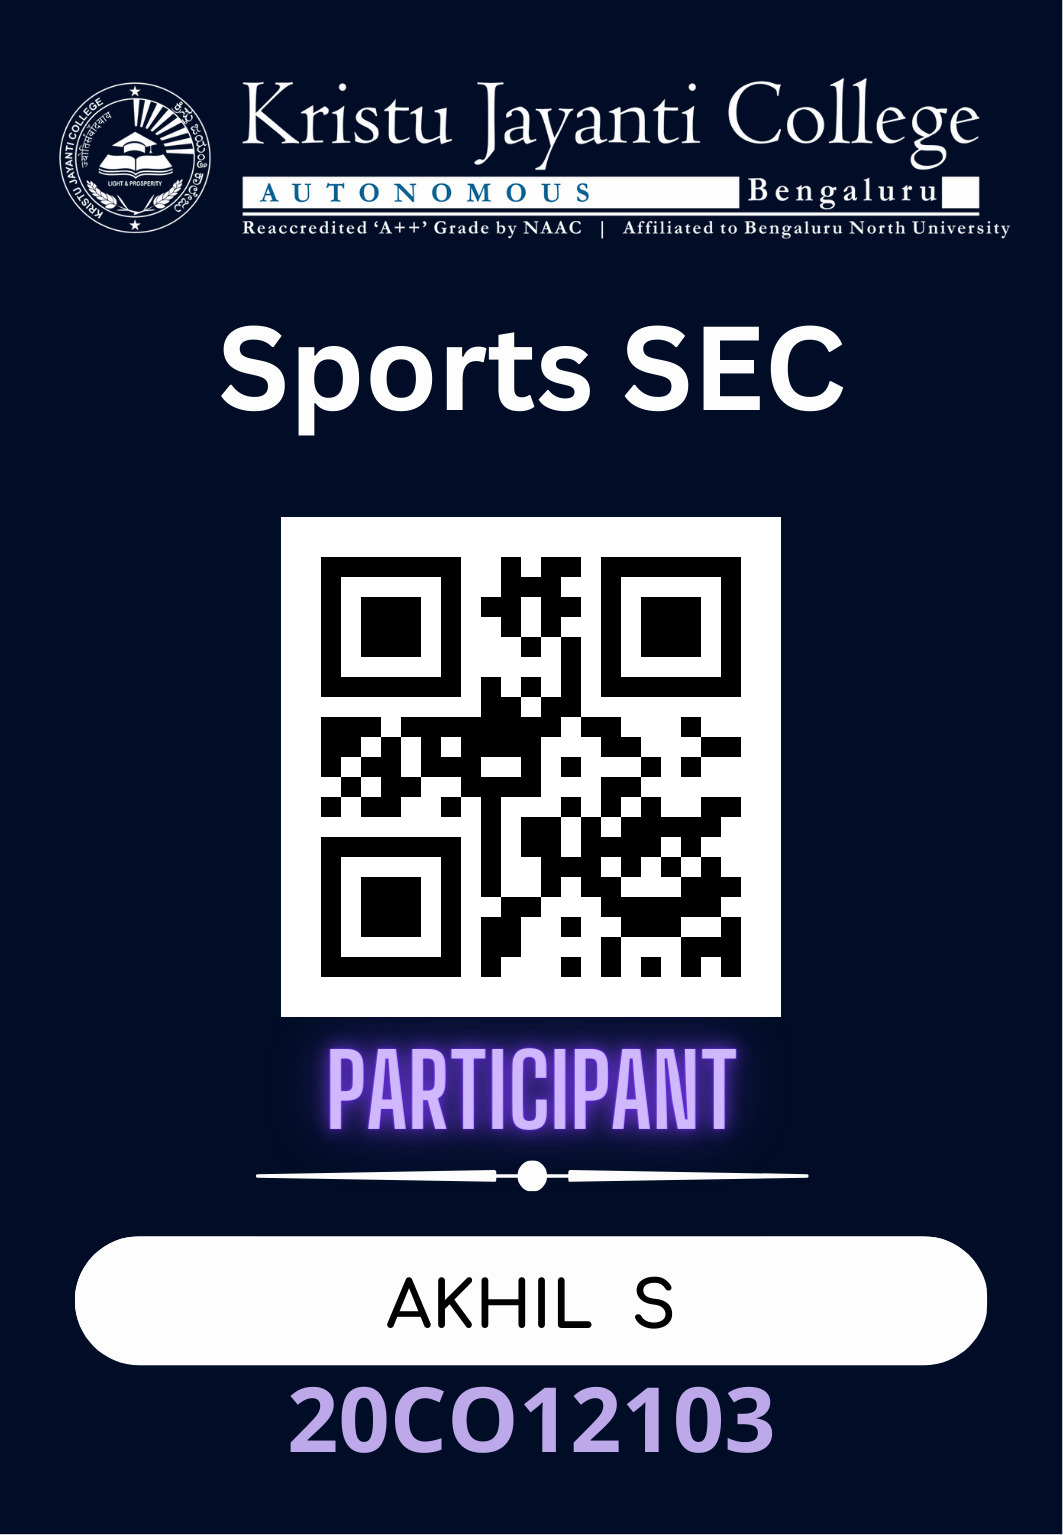 KRISTU JAYANTI COLLEGE
LIGHT & PROSPERITY
Kristu Jayanti College
AUTONOMOUS Bengaluru
Reaccredited ‘A++’ Grade by NAAC | Affiliated to Bengaluru North University
Sports SEC
PARTICIPANT
AKHIL S
20CO12103